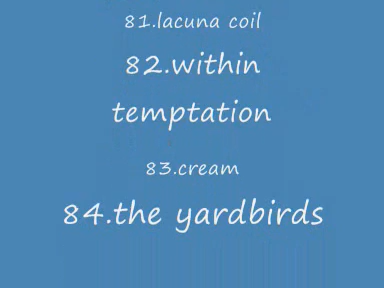 81.lacuna coil
82.within
temptation
83.cream
84.the yardbirds